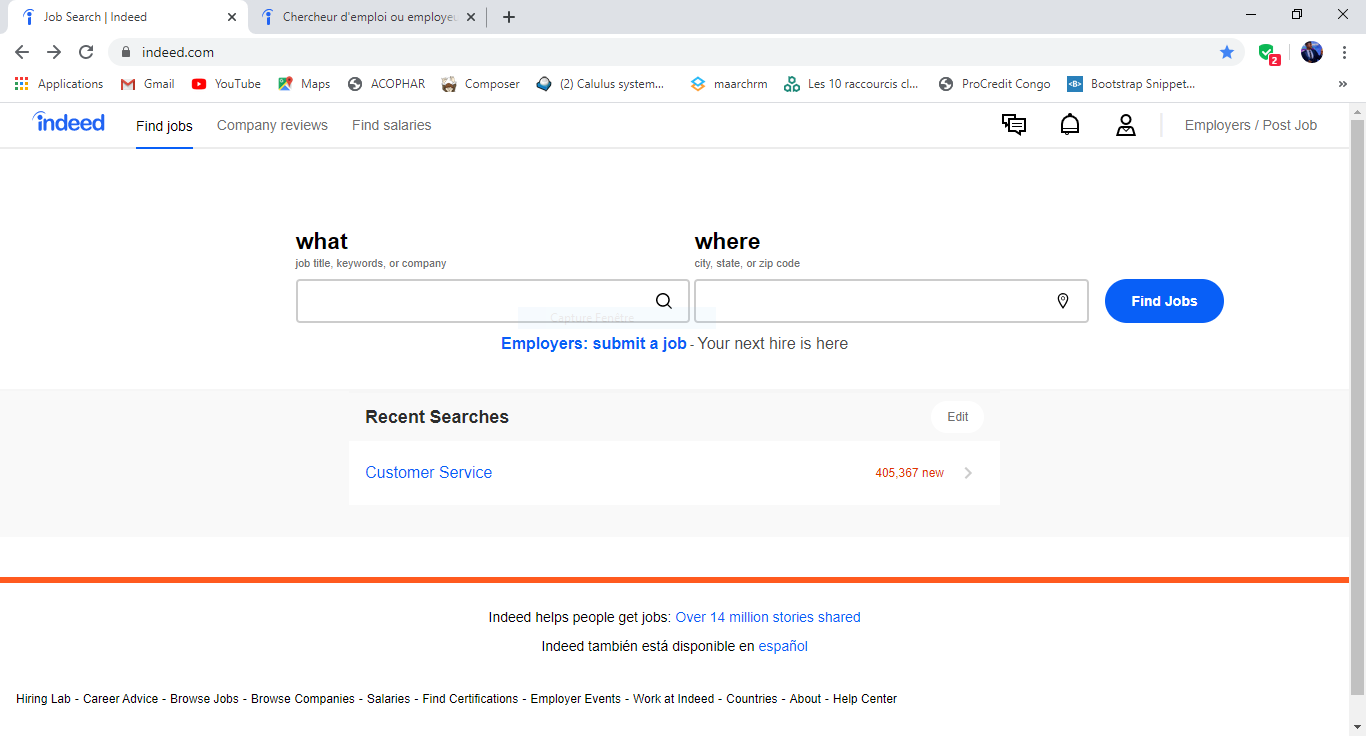 Job Search | Indeed
Chercheur d'emploi ou employeu
indeed.com
2
Applications Gmail YouTube Maps ACOPHAR Composer (2) Calulus system... maarchrm Les 10 raccourcis cl... ProCredit Congo Bootstrap Snippet... »
indeed Find jobs Company reviews Find salaries Employers / Post Job
what where
job title, keywords, or company city, state, or zip code
Find Jobs
Capture Fenêtre
Employers: submit a job - Your next hire is here
Recent Searches Edit
Customer Service 405,367 new
Indeed helps people get jobs: Over 14 million stories shared
Indeed también está disponible en español
Hiring Lab - Career Advice - Browse Jobs - Browse Companies - Salaries - Find Certifications - Employer Events - Work at Indeed - Countries - About - Help Center